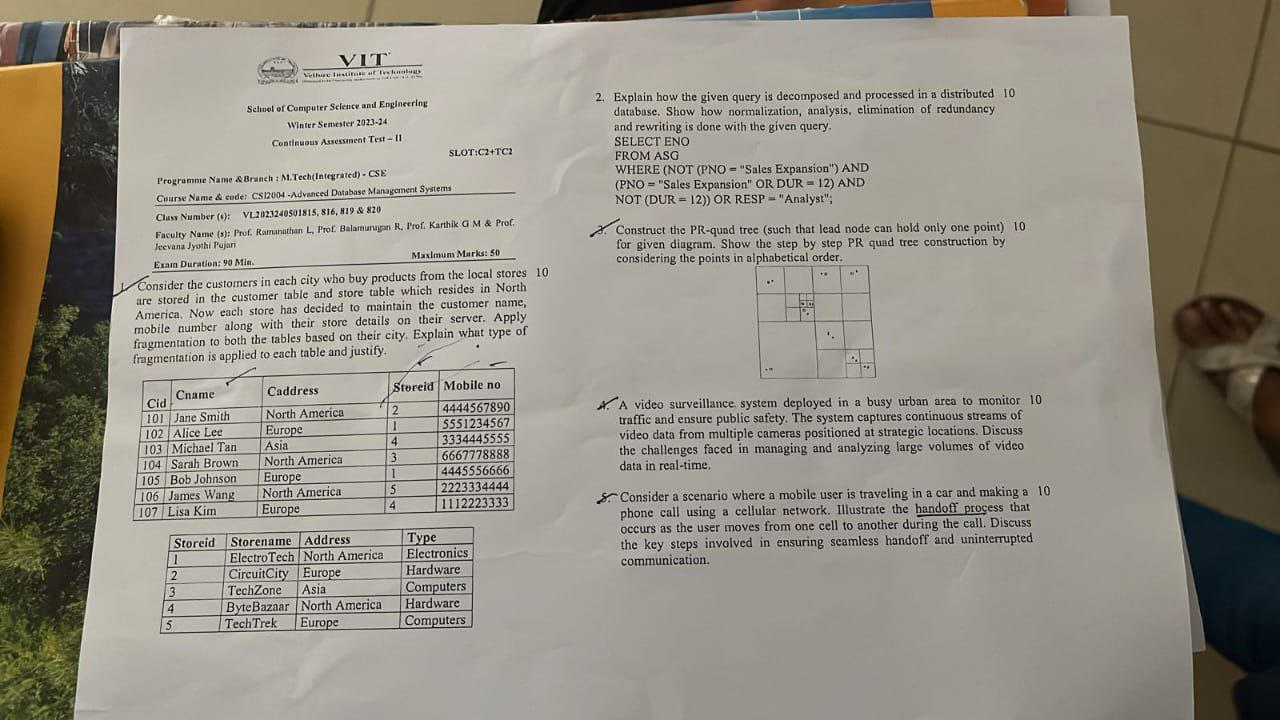 VIT
Vellore Institute of Technology
School of Computer Science and Engineering
Winter Semester 2023-24
Continuous Assessment Test – II
SLOT:C2+TC2
Programme Name &Branch : M.Tech(Integrated) - CSE
Course Name & code: CSI2004 -Advanced Database Management Systems
Class Number (s): VL2023240501815, 816, 819 & 820
Faculty Name (s): Prof. Ramanathan L, Prof. Balamurugan R, Prof. Karthik G M & Prof.
Jeevana Jyothi Pujari
Exam Duration: 90 Min. Maximum Marks: 50
1. Consider the customers in each city who buy products from the local stores 10
are stored in the customer table and store table which resides in North
America. Now each store has decided to maintain the customer name,
mobile number along with their store details on their server. Apply
fragmentation to both the tables based on their city. Explain what type of
fragmentation is applied to each table and justify.
Cid Cname Caddress Storeid Mobile no
101 Jane Smith North America 2 4444567890
102 Alice Lee Europe 1 5551234567
103 Michael Tan Asia 4 3334445555
104 Sarah Brown North America 3 6667778888
105 Bob Johnson Europe 1 4445556666
106 James Wang North America 5 2223334444
107 Lisa Kim Europe 4 1112223333
Storeid Storename Address Type
1 ElectroTech North America Electronics
2 CircuitCity Europe Hardware
3 TechZone Asia Computers
4 ByteBazaar North America Hardware
5 TechTrek Europe Computers
2. Explain how the given query is decomposed and processed in a distributed 10
database. Show how normalization, analysis, elimination of redundancy
and rewriting is done with the given query.
SELECT ENO
FROM ASG
WHERE (NOT (PNO = "Sales Expansion") AND
(PNO = "Sales Expansion" OR DUR = 12) AND
NOT (DUR = 12)) OR RESP = "Analyst";
3. Construct the PR-quad tree (such that lead node can hold only one point) 10
for given diagram. Show the step by step PR quad tree construction by
considering the points in alphabetical order.
4. A video surveillance system deployed in a busy urban area to monitor 10
traffic and ensure public safety. The system captures continuous streams of
video data from multiple cameras positioned at strategic locations. Discuss
the challenges faced in managing and analyzing large volumes of video
data in real-time.
5. Consider a scenario where a mobile user is traveling in a car and making a 10
phone call using a cellular network. Illustrate the handoff process that
occurs as the user moves from one cell to another during the call. Discuss
the key steps involved in ensuring seamless handoff and uninterrupted
communication.